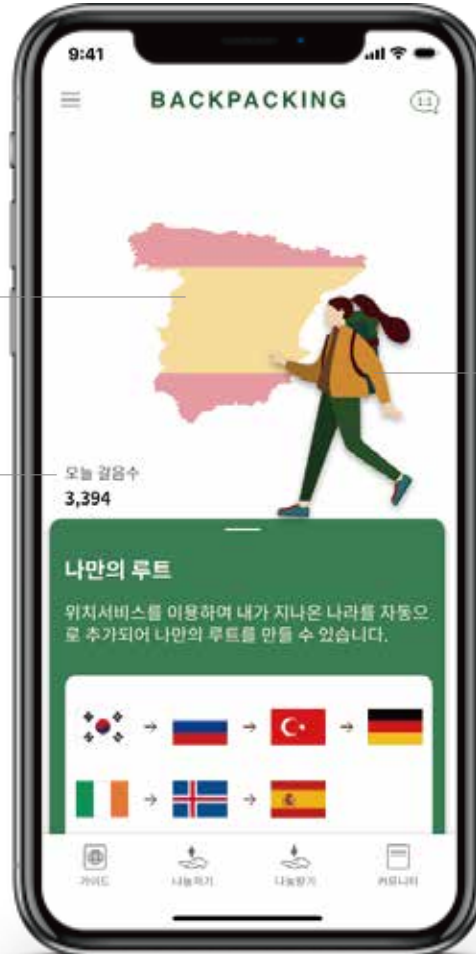 9:41
BACKPACKING
1:1
오늘 걸음수
3,394
나만의 루트
위치서비스를 이용하며 내가 지나온 나라를 자동으
로 추가되어 나만의 루트를 만들 수 있습니다.
가이드 나눔하기 나눔받기 커뮤니티